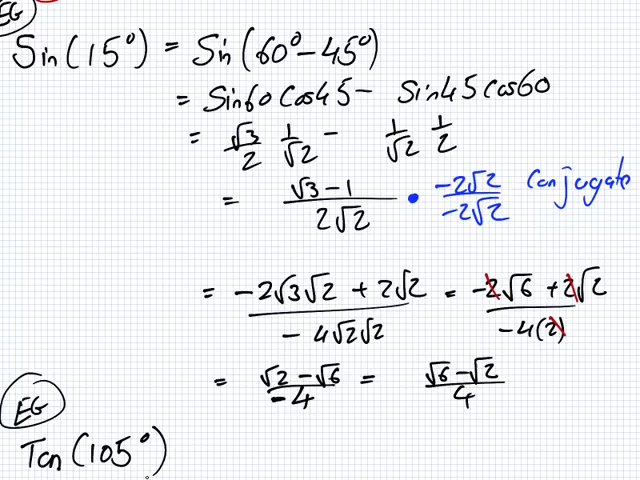 EG
Sin(15°) = Sin(60° - 45°)
= Sin60 Cos45 - Sin45 Cos60
= √3/2 1/√2 - 1/√2 1/2
= (√3 - 1)/(2√2) • (-2√2)/(-2√2) Conjugate
= (-2√3√2 + 2√2)/(-4√2√2) = (-2√6 + 2√2)/(-4(2))
= (√2 - √6)/(-4) = (√6 - √2)/4
EG
Tan(105°)